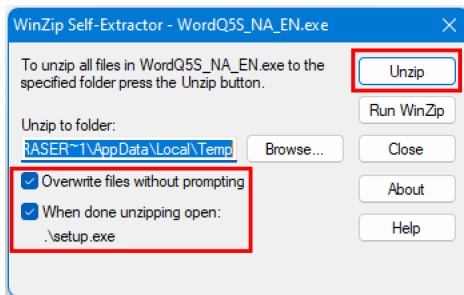 WinZip Self-Extractor - WordQ5S_NA_EN.exe
To unzip all files in WordQ5S_NA_EN.exe to the
specified folder press the Unzip button.
Unzip
Run WinZip
Unzip to folder:
RASER~1\AppData\Local\Temp
Browse...
Close
Overwrite files without prompting
About
When done unzipping open:
.\setup.exe
Help